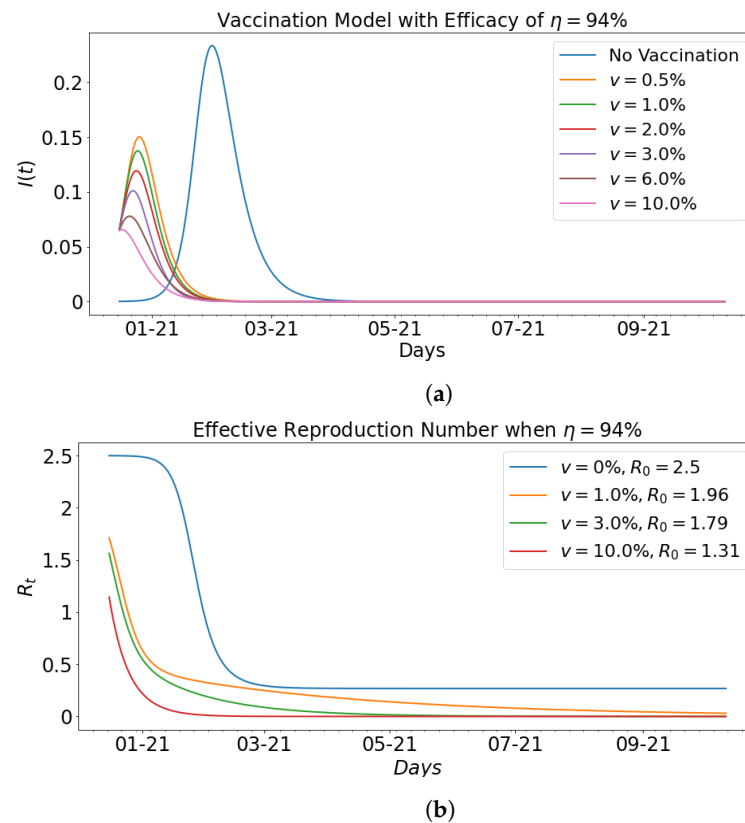 Vaccination Model with Efficacy of η = 94%
I(t)
0.2
0.15
0.1
0.05
0
No Vaccination
v = 0.5%
v = 1.0%
v = 2.0%
v = 3.0%
v = 6.0%
v = 10.0%
01-21 03-21 05-21 07-21 09-21
Days
(a)
Effective Reproduction Number when η = 94%
R_t
2.5
2
1.5
1
0.5
0
v = 0%, R_0 = 2.5
v = 1.0%, R_0 = 1.96
v = 3.0%, R_0 = 1.79
v = 10.0%, R_0 = 1.31
01-21 03-21 05-21 07-21 09-21
Days
(b)